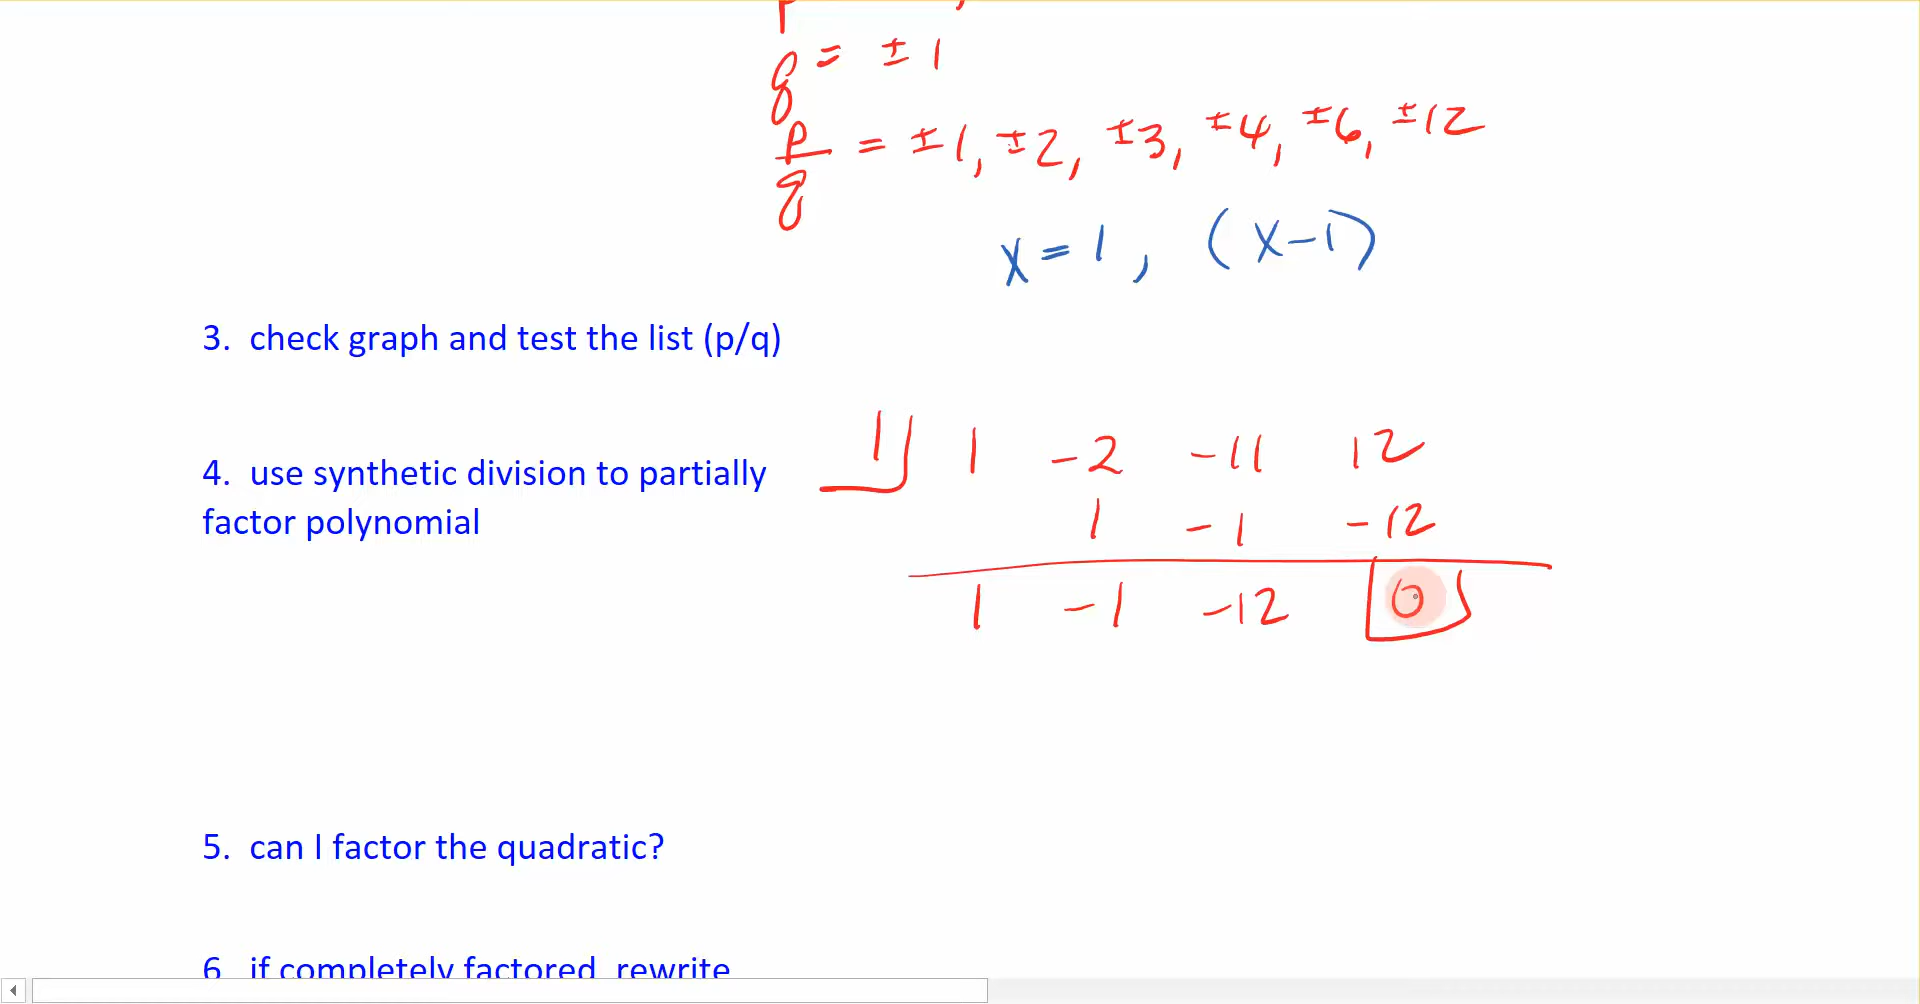 q = ± 1
p/q = ±1, ±2, ±3, ±4, ±6, ±12
x = 1, (x-1)
3. check graph and test the list (p/q)
1 1 -2 -11 12
4. use synthetic division to partially
factor polynomial
1 -1 -12
1 -1 -12 0
5. can I factor the quadratic?
6. if completely factored, rewrite